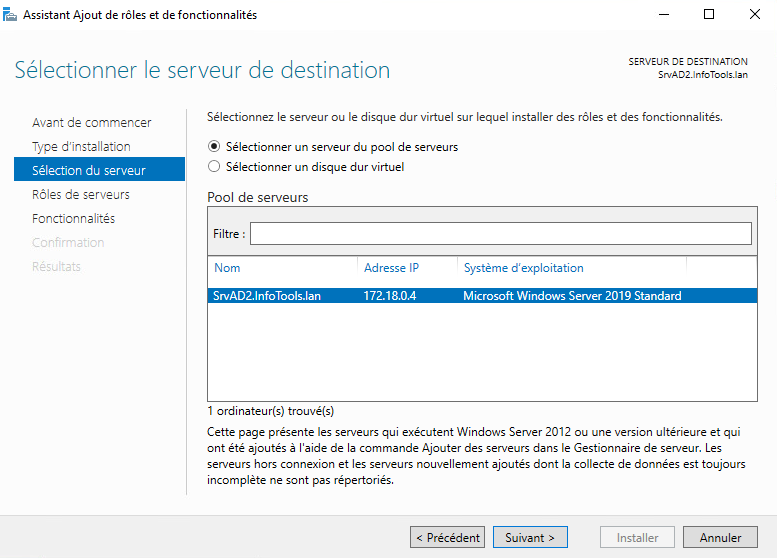 Assistant Ajout de rôles et de fonctionnalités
Sélectionner le serveur de destination
SERVEUR DE DESTINATION
SrvAD2.InfoTools.lan
Avant de commencer
Type d'installation
Sélection du serveur
Rôles de serveurs
Fonctionnalités
Confirmation
Résultats
Sélectionnez le serveur ou le disque dur virtuel sur lequel installer des rôles et des fonctionnalités.
Sélectionner un serveur du pool de serveurs
Sélectionner un disque dur virtuel
Pool de serveurs
Filtre :
Nom Adresse IP Système d'exploitation
SrvAD2.InfoTools.lan 172.18.0.4 Microsoft Windows Server 2019 Standard
1 ordinateur(s) trouvé(s)
Cette page présente les serveurs qui exécutent Windows Server 2012 ou une version ultérieure et qui
ont été ajoutés à l'aide de la commande Ajouter des serveurs dans le Gestionnaire de serveur. Les
serveurs hors connexion et les serveurs nouvellement ajoutés dont la collecte de données est toujours
incomplète ne sont pas répertoriés.
< Précédent Suivant > Installer Annuler